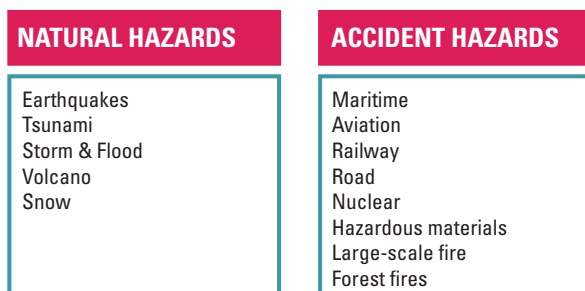 NATURAL HAZARDS
Earthquakes
Tsunami
Storm & Flood
Volcano
Snow
ACCIDENT HAZARDS
Maritime
Aviation
Railway
Road
Nuclear
Hazardous materials
Large-scale fire
Forest fires